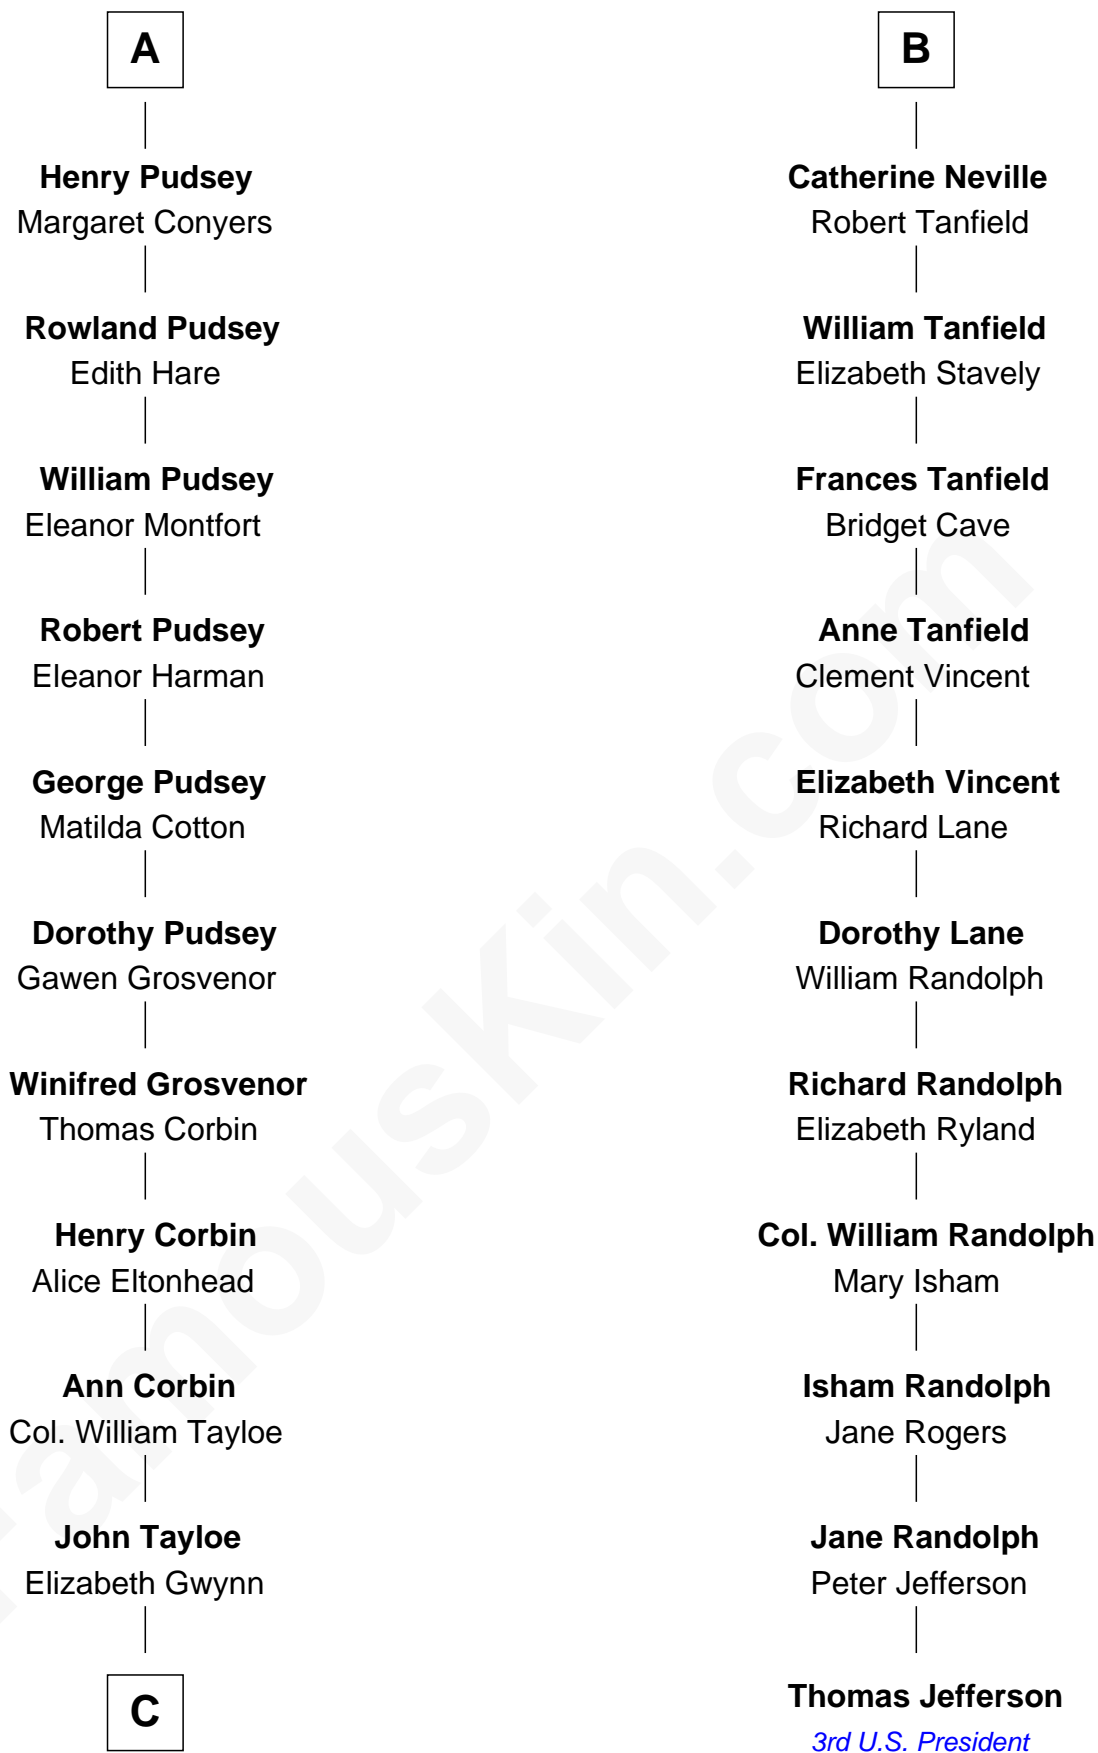 A
Henry Pudsey
Margaret Conyers
Rowland Pudsey
Edith Hare
William Pudsey
Eleanor Montfort
Robert Pudsey
Eleanor Harman
George Pudsey
Matilda Cotton
Dorothy Pudsey
Gawen Grosvenor
Winifred Grosvenor
Thomas Corbin
Henry Corbin
Alice Eltonhead
Ann Corbin
Col. William Tayloe
John Tayloe
Elizabeth Gwynn
C
B
Catherine Neville
Robert Tanfield
William Tanfield
Elizabeth Stavely
Frances Tanfield
Bridget Cave
Anne Tanfield
Clement Vincent
Elizabeth Vincent
Richard Lane
Dorothy Lane
William Randolph
Richard Randolph
Elizabeth Ryland
Col. William Randolph
Mary Isham
Isham Randolph
Jane Rogers
Jane Randolph
Peter Jefferson
Thomas Jefferson
3rd U.S. President
FamousKin.com